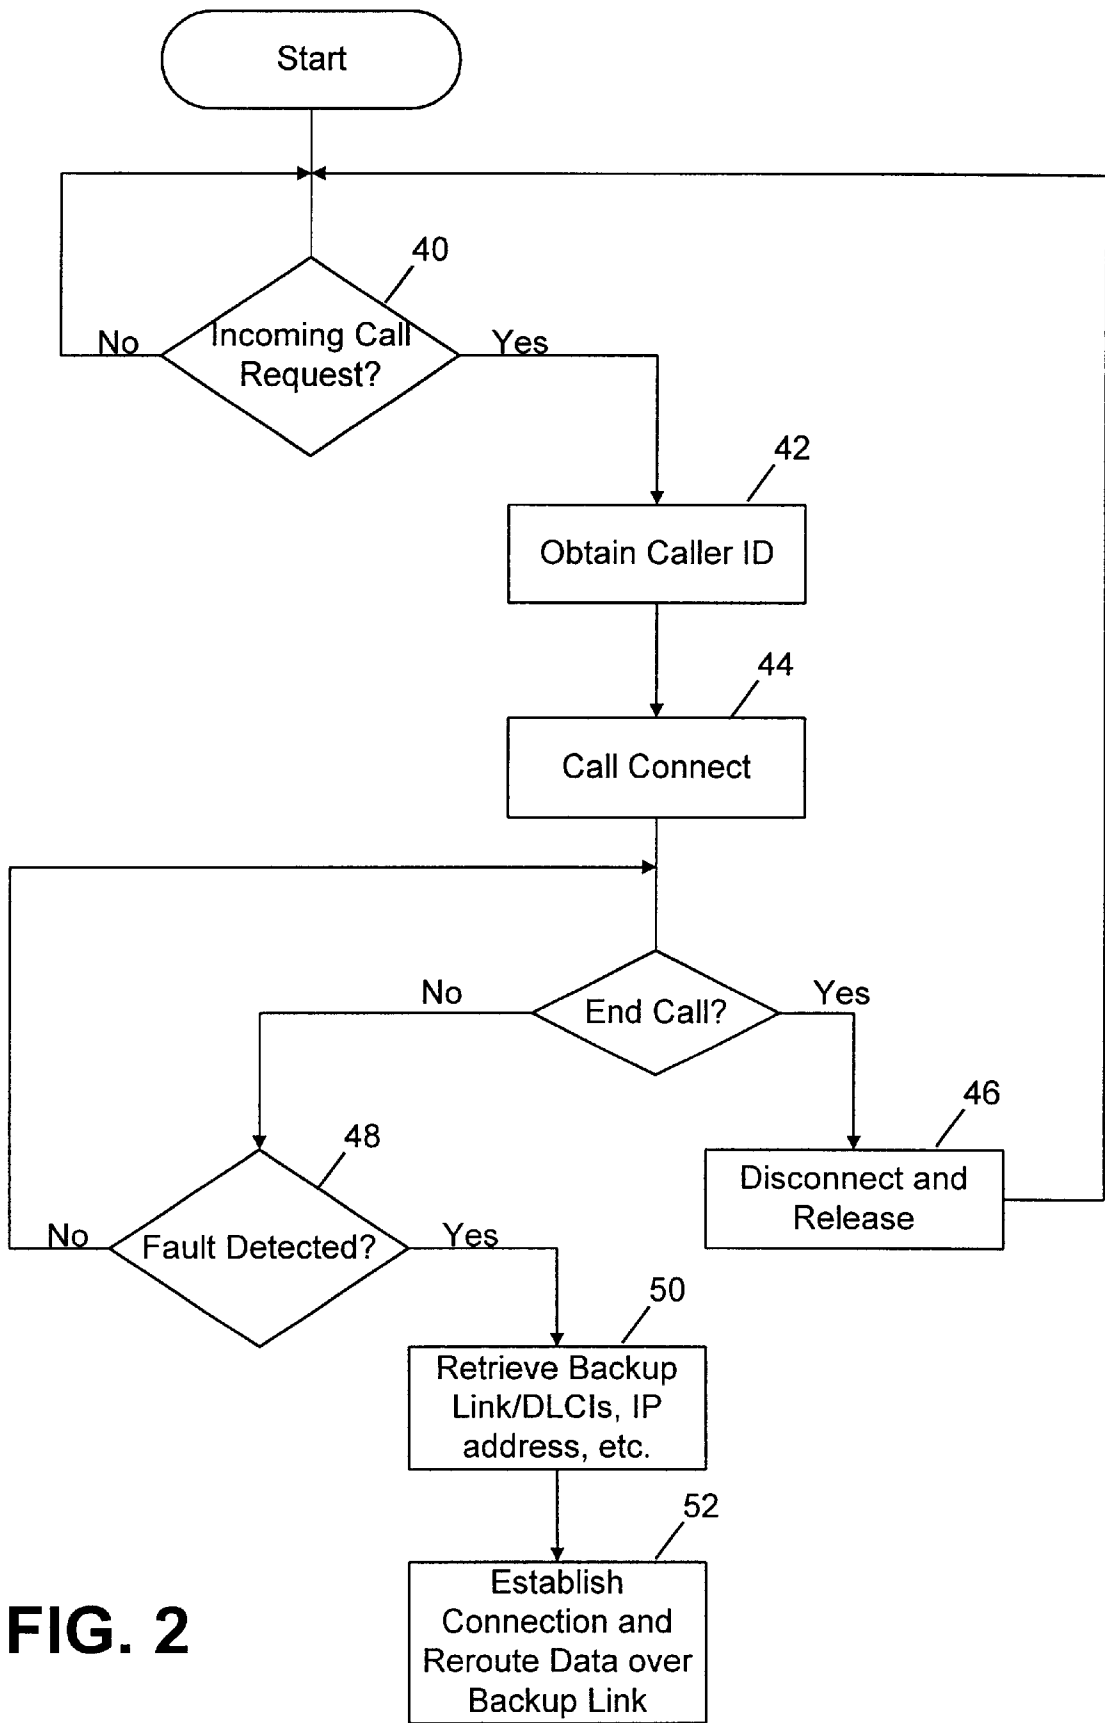 Start
40
No
Incoming Call
Request?
Yes
42
Obtain Caller ID
44
Call Connect
No
End Call?
Yes
46
Disconnect and
Release
48
No
Fault Detected?
Yes
50
Retrieve Backup
Link/DLCIs, IP
address, etc.
52
Establish
Connection and
Reroute Data over
Backup Link
FIG. 2